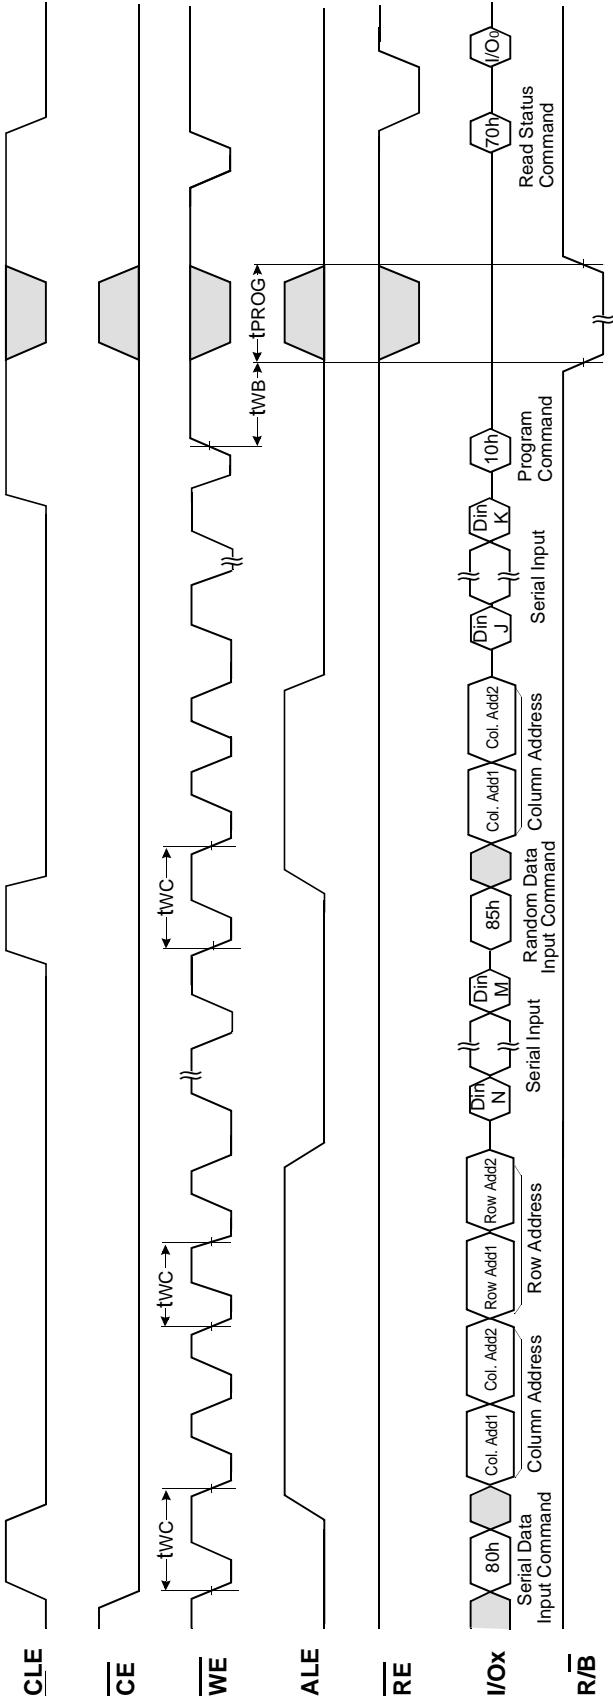 CLE
CE
tWC
tWC
tWC
WE
tWB
tPROG
ALE
RE
I/Ox
80h
Col. Add1
Col. Add2
Row Add1
Row Add2
Din
N
Din
M
85h
Col. Add1
Col. Add2
Din
J
Din
K
10h
70h
I/O0
Serial Data
Input Command
Column Address
Row Address
Serial Input
Random Data
Input Command
Column Address
Serial Input
Program
Command
Read Status
Command
R/B